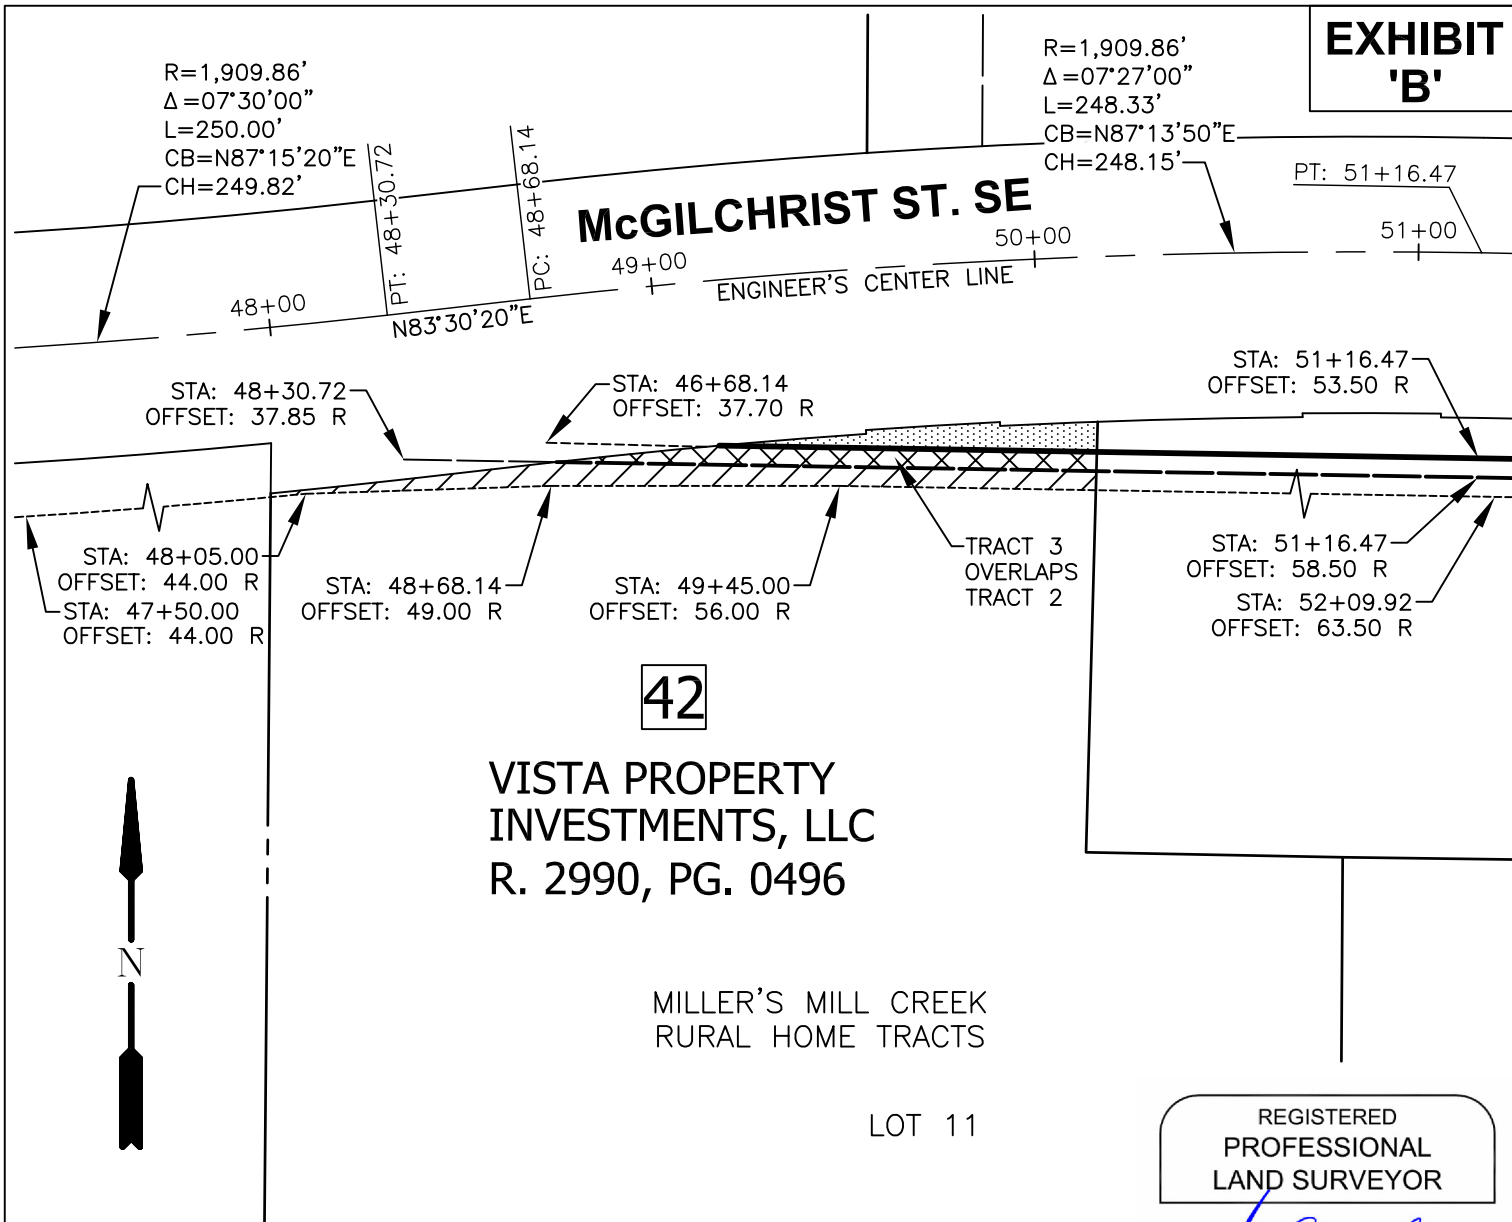 EXHIBIT
'B'
R=1,909.86'
Δ=07°30'00"
L=250.00'
CB=N87°15'20"E
CH=249.82'
PT: 48+30.72
PC: 48+68.14
R=1,909.86'
Δ=07°27'00"
L=248.33'
CB=N87°13'50"E
CH=248.15'
PT: 51+16.47
McGILCHRIST ST. SE
48+00
49+00
50+00
51+00
N83°30'20"E
ENGINEER'S CENTER LINE
STA: 48+30.72
OFFSET: 37.85 R
STA: 46+68.14
OFFSET: 37.70 R
STA: 51+16.47
OFFSET: 53.50 R
STA: 48+05.00
OFFSET: 44.00 R
STA: 47+50.00
OFFSET: 44.00 R
STA: 48+68.14
OFFSET: 49.00 R
STA: 49+45.00
OFFSET: 56.00 R
TRACT 3
OVERLAPS
TRACT 2
STA: 51+16.47
OFFSET: 58.50 R
STA: 52+09.92
OFFSET: 63.50 R
42
VISTA PROPERTY
INVESTMENTS, LLC
R. 2990, PG. 0496
N
MILLER'S MILL CREEK
RURAL HOME TRACTS
LOT 11
REGISTERED
PROFESSIONAL
LAND SURVEYOR